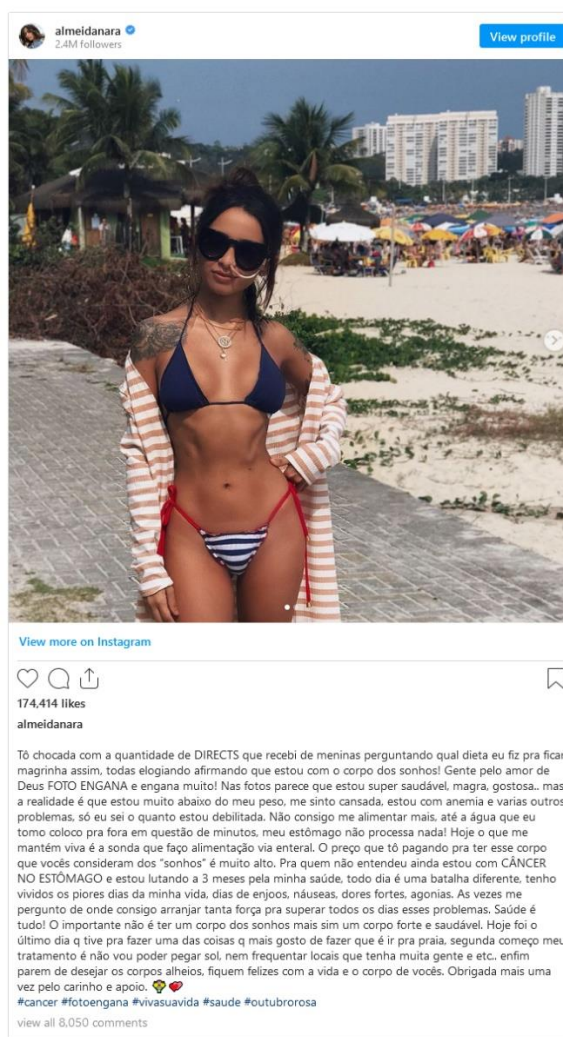 almeidanara
2.4M followers
View profile
View more on Instagram
174,414 likes
almeidanara
Tô chocada com a quantidade de DIRECTS que recebi de meninas perguntando qual dieta eu fiz pra ficar
magrinha assim, todas elogiando afirmando que estou com o corpo dos sonhos! Gente pelo amor de
Deus FOTO ENGANA e engana muito! Nas fotos parece que estou super saudável, magra, gostosa.. mas
a realidade é que estou muito abaixo do meu peso, me sinto cansada, estou com anemia e varias outros
problemas, só eu sei o quanto estou debilitada. Não consigo me alimentar mais, até a água que eu
tomo coloco pra fora em questão de minutos, meu estômago não processa nada! Hoje o que me
mantém viva é a sonda que faço alimentação via enteral. O preço que tô pagando pra ter esse corpo
que vocês consideram dos "sonhos" é muito alto. Pra quem não entendeu ainda estou com CÂNCER
NO ESTÔMAGO e estou lutando a 3 meses pela minha saúde, todo dia é uma batalha diferente, tenho
vividos os piores dias da minha vida, dias de enjoos, náuseas, dores fortes, agonias. As vezes me
pergunto de onde consigo arranjar tanta força pra superar todos os dias esses problemas. Saúde é
tudo! O importante não é ter um corpo dos sonhos mais sim um corpo forte e saudável. Hoje foi o
último dia q tive pra fazer uma das coisas q mais gosto de fazer que é ir pra praia, segunda começo meu
tratamento é não vou poder pegar sol, nem frequentar locais que tenha muita gente e etc.. enfim
parem de desejar os corpos alheios, fiquem felizes com a vida e o corpo de vocês. Obrigada mais uma
vez pelo carinho e apoio.
#cancer #fotoengana #vivasuavida #saude #outubrorosa
view all 8,050 comments